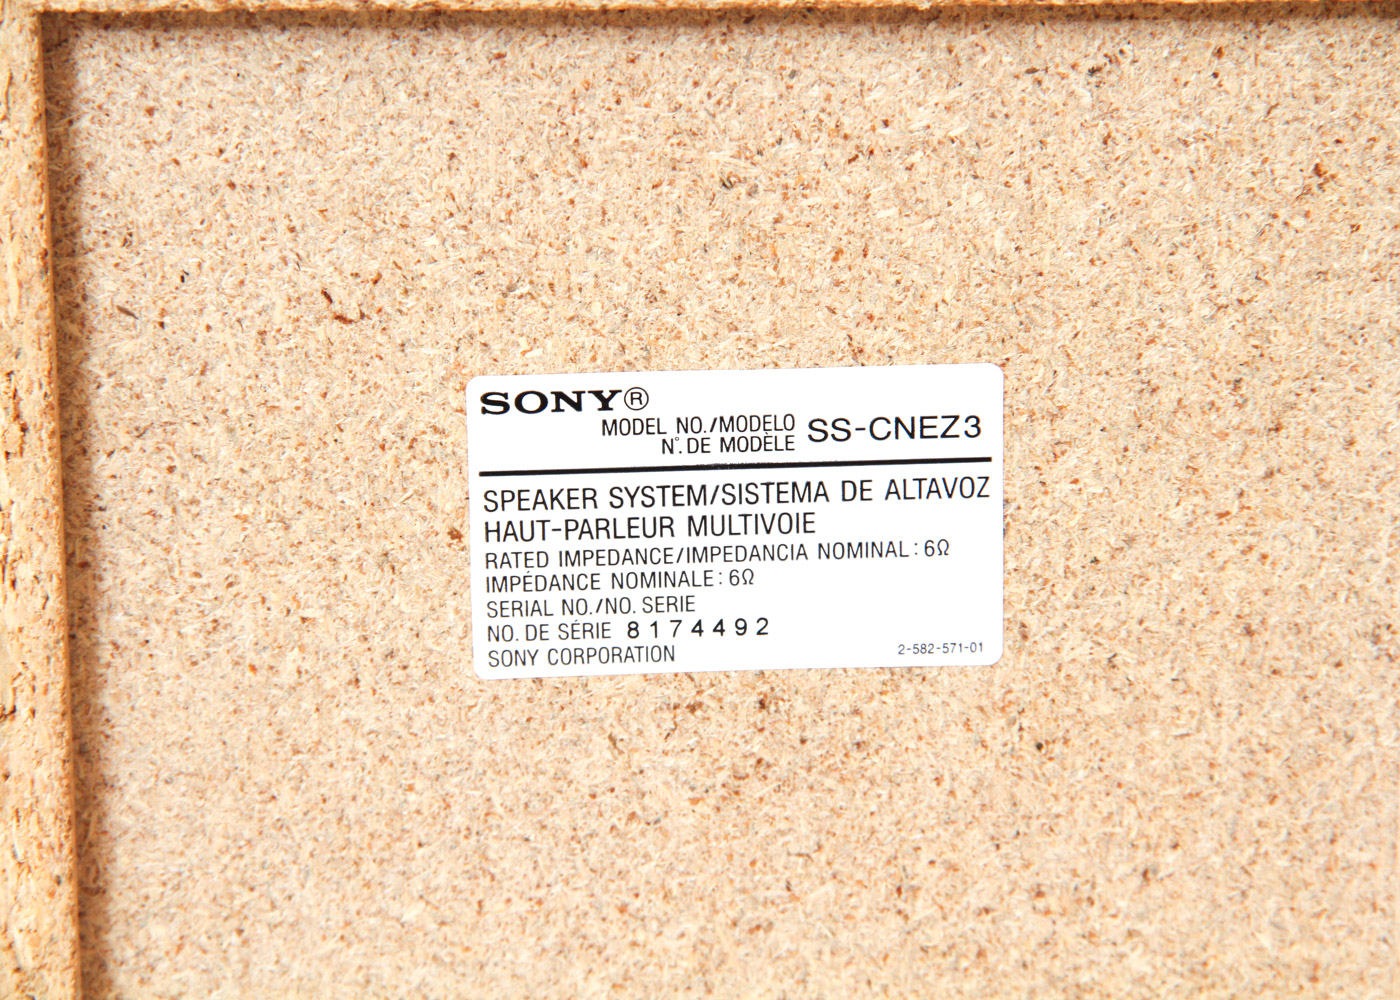 SONY®
MODEL NO./MODELO
N°. DE MODÈLE SS-CNEZ3
SPEAKER SYSTEM/SISTEMA DE ALTAVOZ
HAUT-PARLEUR MULTIVOIE
RATED IMPEDANCE/IMPEDANCIA NOMINAL: 6Ω
IMPÉDANCE NOMINALE: 6Ω
SERIAL NO./NO. SERIE
NO. DE SÉRIE 8174492
SONY CORPORATION 2-582-571-01